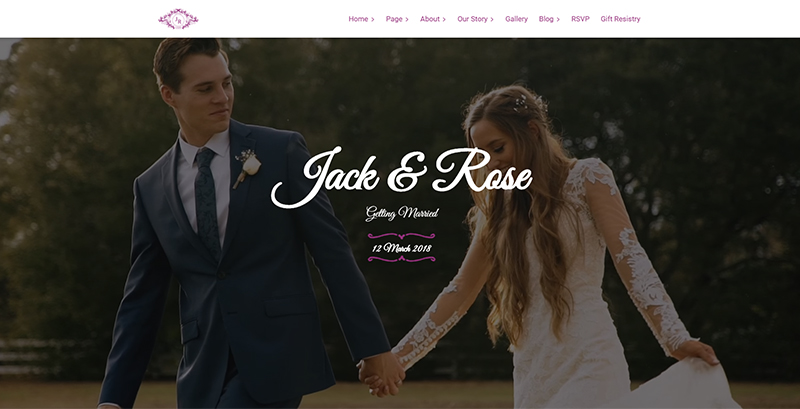 Home
Page
About
Our Story
Gallery
Blog
RSVP
Gift Resistry
Jack & Rose
Getting Married
12 March 2018